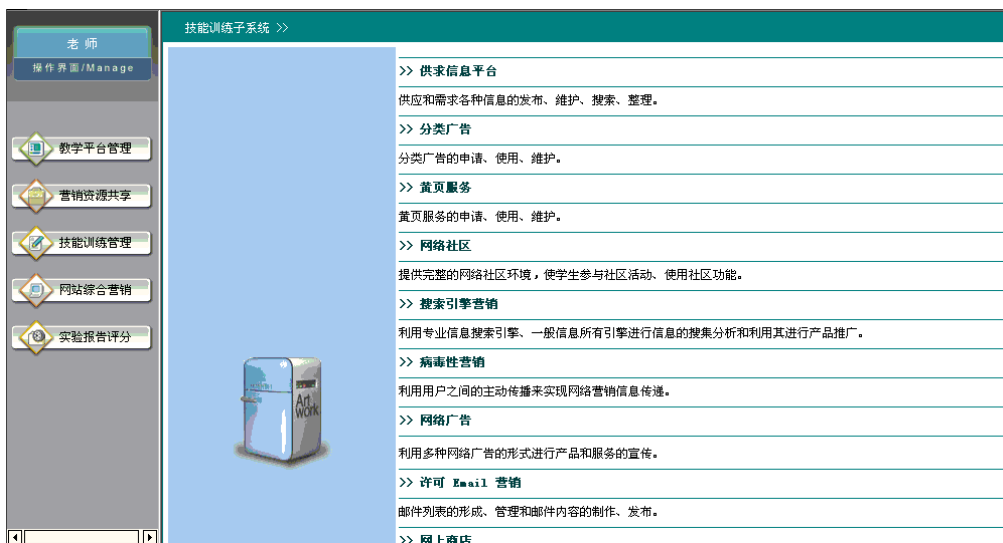 技能训练子系统 >>
老 师
操作界面/Manage
教学平台管理
营销资源共享
技能训练管理
网站综合营销
实验报告评分
Art
work
>> 供求信息平台
供应和需求各种信息的发布、维护、搜索、整理。
>> 分类广告
分类广告的申请、使用、维护。
>> 黄页服务
黄页服务的申请、使用、维护。
>> 网络社区
提供完整的网络社区环境，使学生参与社区活动、使用社区功能。
>> 搜索引擎营销
利用专业信息搜索引擎、一般信息所有引擎进行信息的搜集分析和利用其进行产品推广。
>> 病毒性营销
利用用户之间的主动传播来实现网络营销信息传递。
>> 网络广告
利用多种网络广告的形式进行产品和服务的宣传。
>> 许可 Email 营销
邮件列表的形成、管理和邮件内容的制作、发布。
>> 网上商店